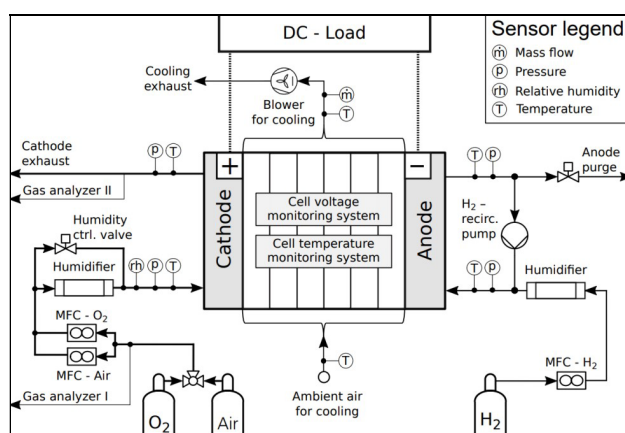 DC - Load
Sensor legend
ṁ Mass flow
p Pressure
rh Relative humidity
T Temperature
Cooling
exhaust
Blower
for cooling
ṁ
T
Cathode
exhaust
p T
Gas analyzer II
+
−
Cathode
Cell voltage
monitoring system
Cell temperature
monitoring system
Anode
T p
Anode
purge
H₂ –
recirc.
pump
Humidity
ctrl. valve
Humidifier
rh p T
T p
Humidifier
MFC - O₂
MFC - Air
MFC - H₂
Gas analyzer I
T
Ambient air
for cooling
O₂
Air
H₂